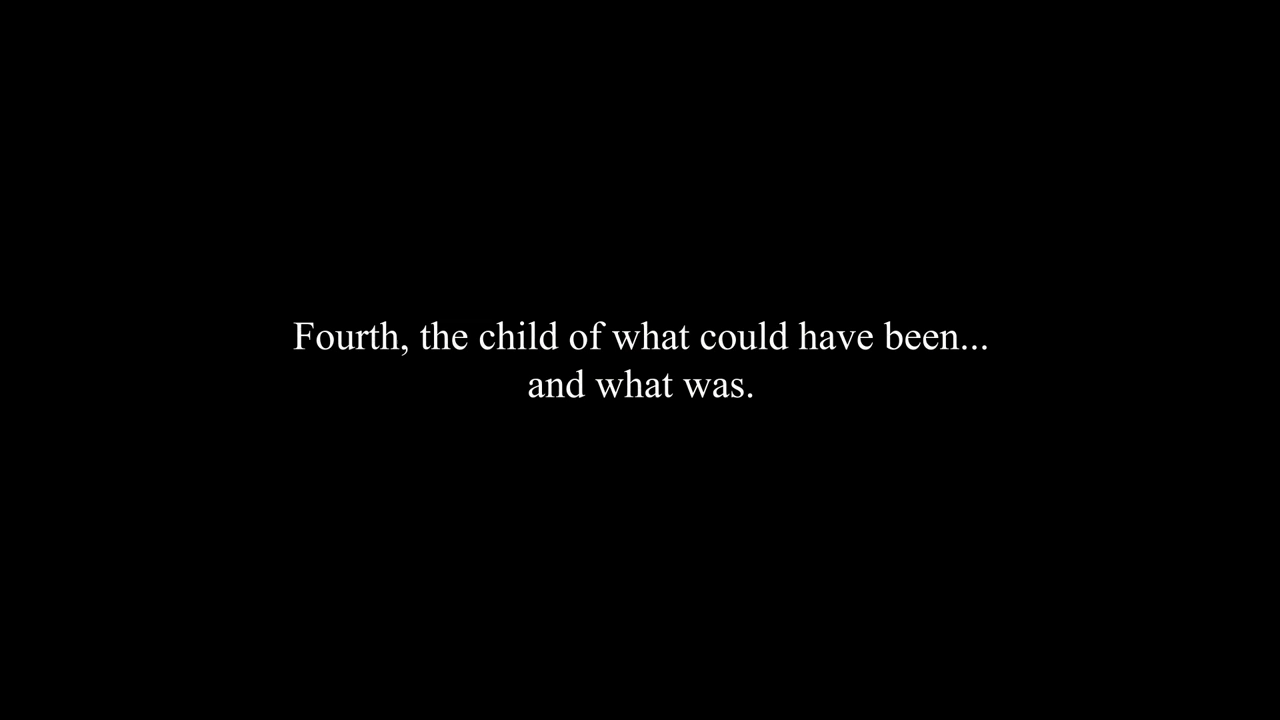 Fourth, the child of what could have been...
and what was.